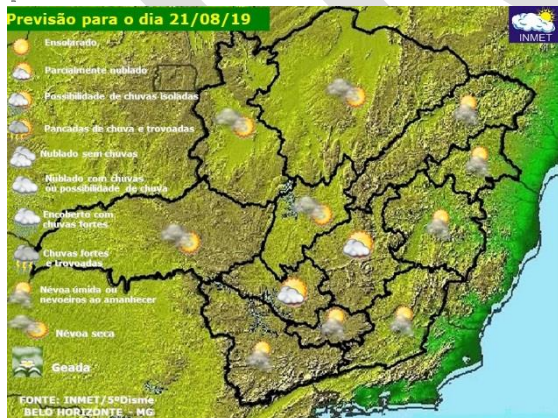 Previsão para o dia 21/08/19
INMET
Ensolarado
Parcialmente nublado
Possibilidade de chuvas isoladas
Pancadas de chuva e trovoadas
Nublado sem chuvas
Nublado com chuvas
ou possibilidade de chuva
Encoberto com
chuvas fortes
Chuvas fortes
e trovoadas
Névoa úmida ou
nevoeiros ao amanhecer
Névoa seca
Geada
FONTE: INMET/5ºDisme
BELO HORIZONTE - MG